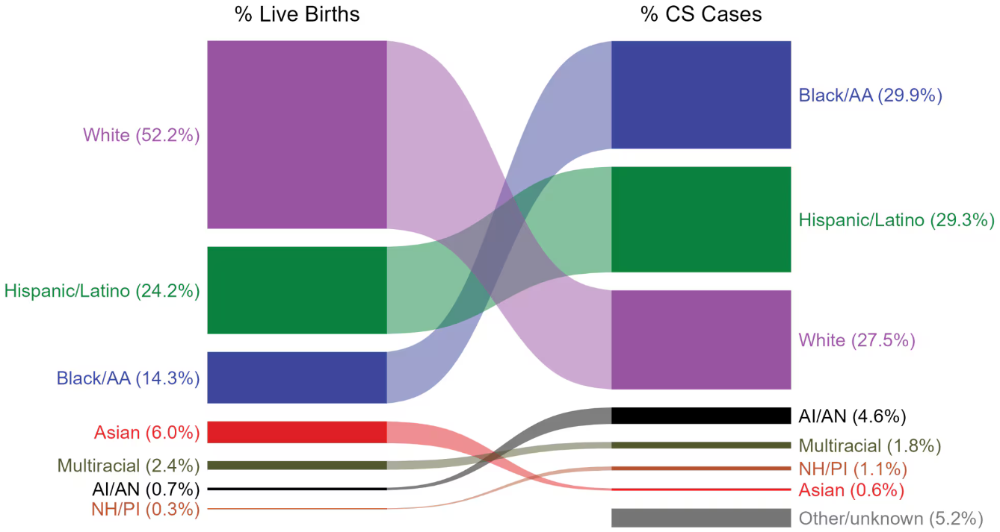 % Live Births
% CS Cases
White (52.2%)
Hispanic/Latino (24.2%)
Black/AA (14.3%)
Asian (6.0%)
Multiracial (2.4%)
AI/AN (0.7%)
NH/PI (0.3%)
Black/AA (29.9%)
Hispanic/Latino (29.3%)
White (27.5%)
AI/AN (4.6%)
Multiracial (1.8%)
NH/PI (1.1%)
Asian (0.6%)
Other/unknown (5.2%)